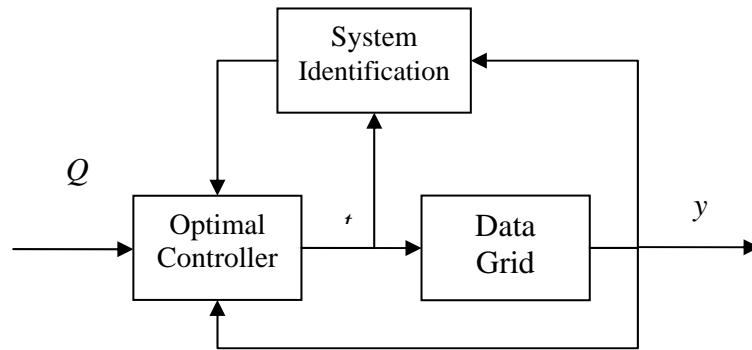 System
Identification
Q
Optimal
Controller
Data
Grid
y